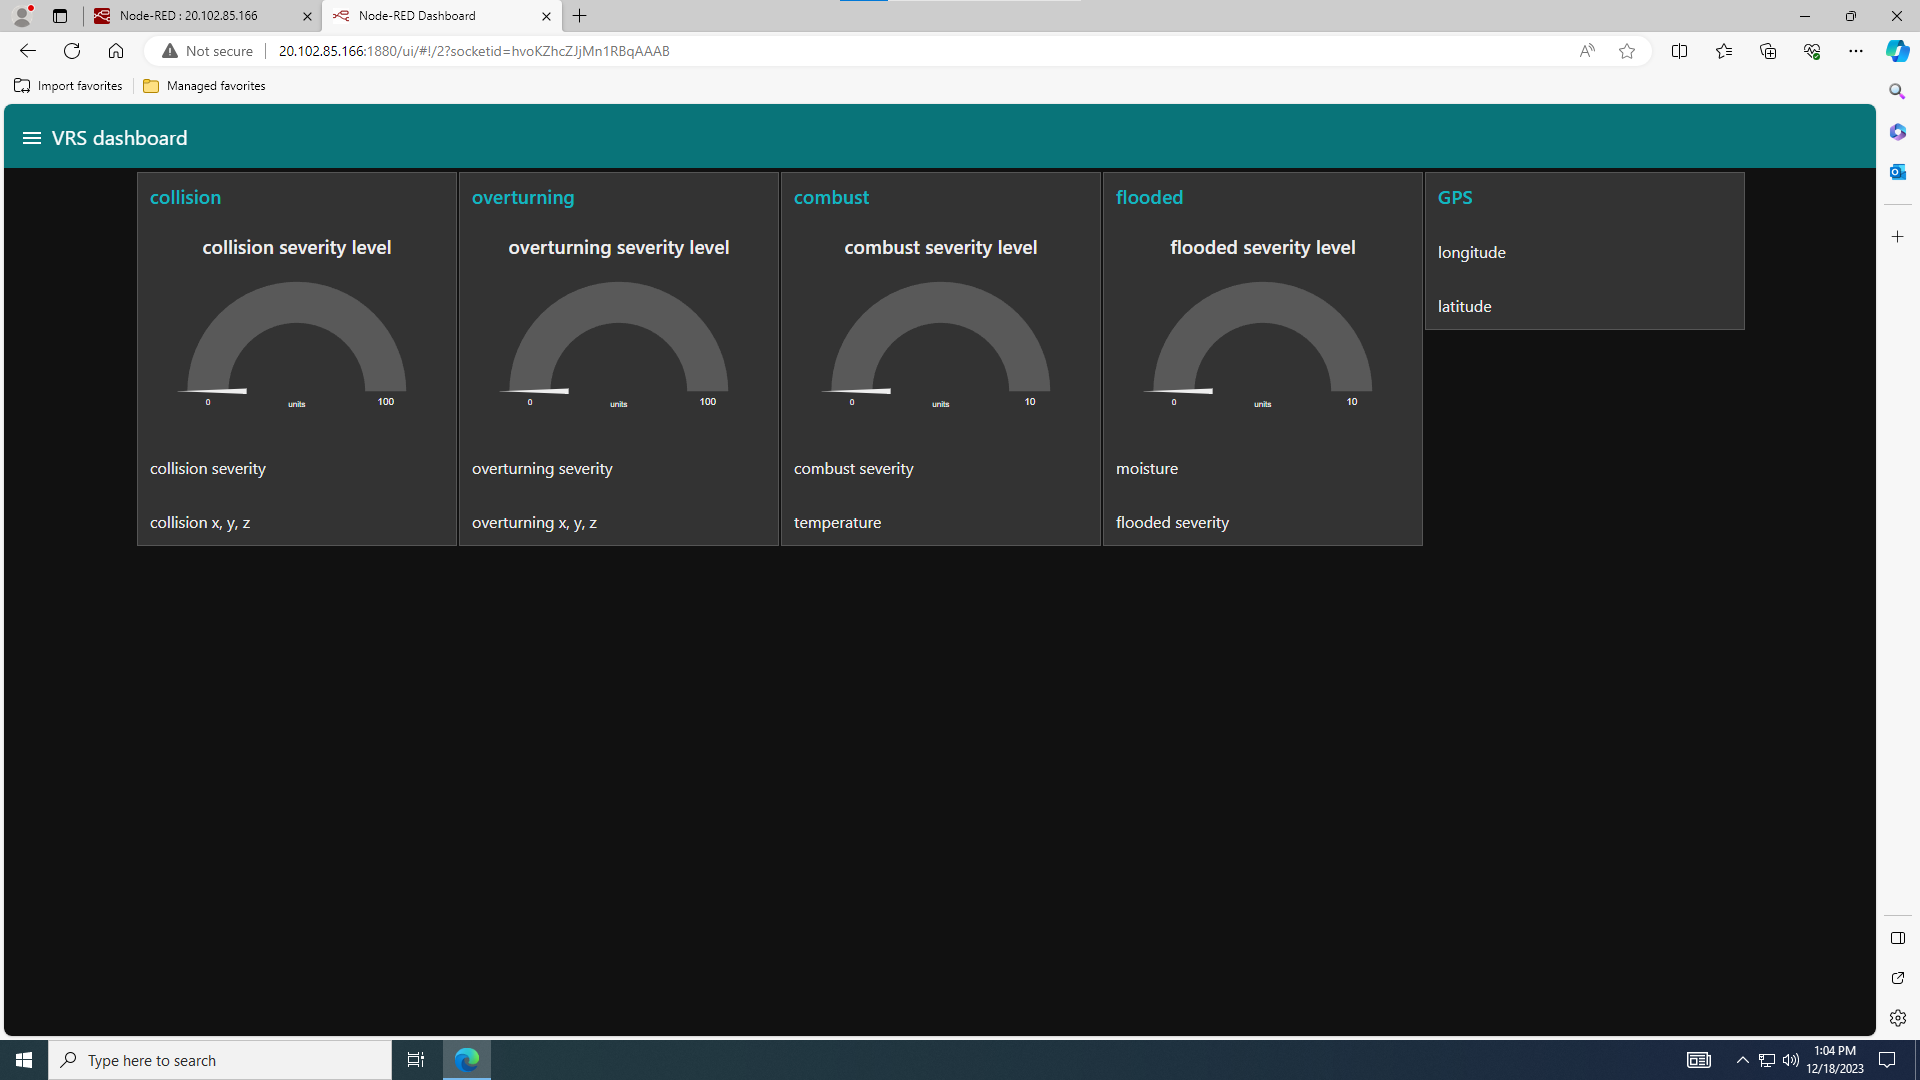 Node-RED : 20.102.85.166
Node-RED Dashboard
Not secure
20.102.85.166:1880/ui/#!/2?socketid=hvoKZhcZJjMn1RBqAAAB
Import favorites
Managed favorites
VRS dashboard
collision
collision severity level
0 units 100
collision severity
collision x, y, z
overturning
overturning severity level
0 units 100
overturning severity
overturning x, y, z
combust
combust severity level
0 units 10
combust severity
temperature
flooded
flooded severity level
0 units 10
moisture
flooded severity
GPS
longitude
latitude
Type here to search
1:04 PM
12/18/2023